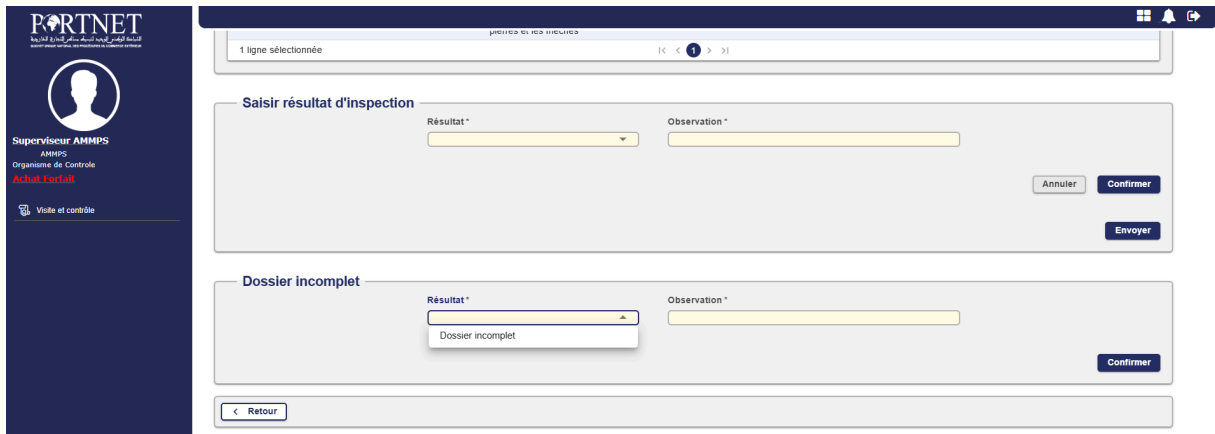 PORTNET
pierres et les mèches
1 ligne sélectionnée
1
Superviseur AMMPS
AMMPS
Organisme de Controle
Achat Forfait
Visite et contrôle
Saisir résultat d'inspection
Résultat * Observation *
Annuler Confirmer
Envoyer
Dossier incomplet
Résultat * Observation *
Dossier incomplet
Confirmer
< Retour